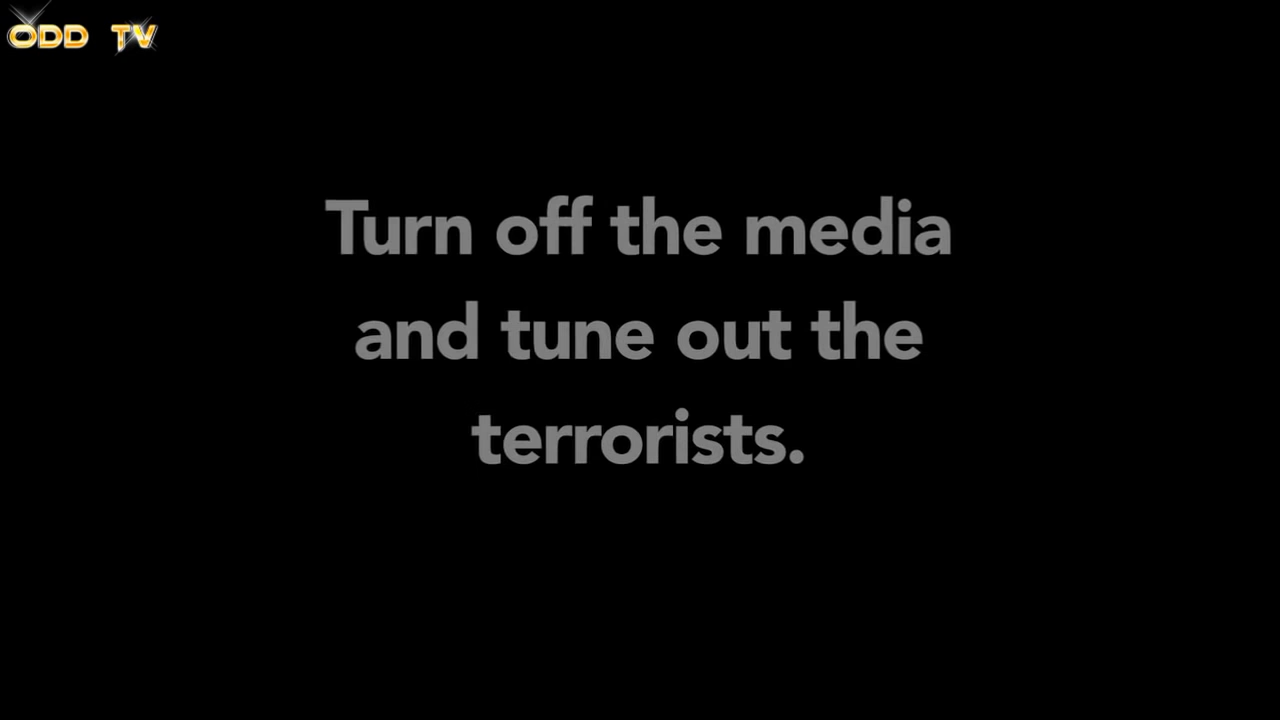 ODD TV
Turn off the media
and tune out the
terrorists.